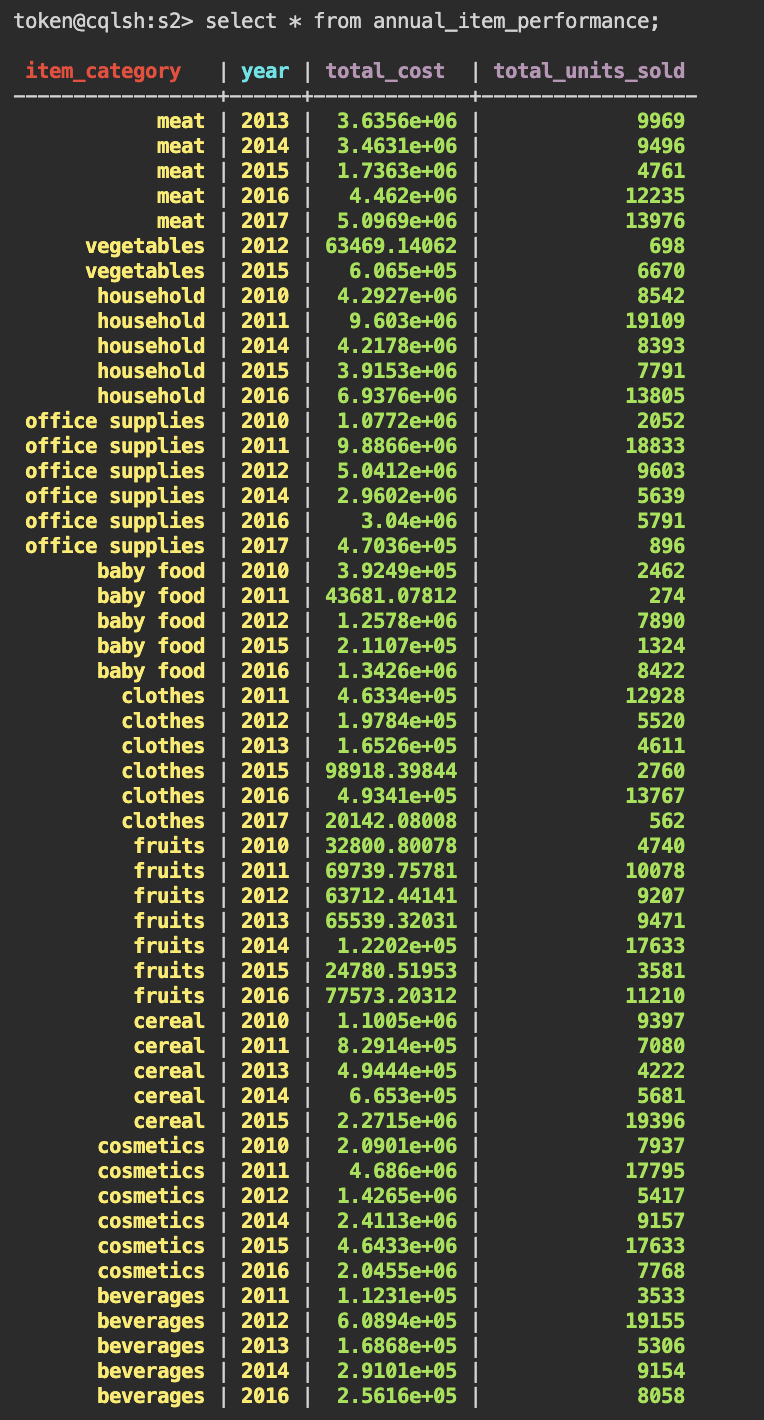 token@cqlsh:s2> select * from annual_item_performance;
item_category | year | total_cost | total_units_sold
-----------------+------+-------------+------------------
meat | 2013 | 3.6356e+06 | 9969
meat | 2014 | 3.4631e+06 | 9496
meat | 2015 | 1.7363e+06 | 4761
meat | 2016 | 4.462e+06 | 12235
meat | 2017 | 5.0969e+06 | 13976
vegetables | 2012 | 63469.14062 | 698
vegetables | 2015 | 6.065e+05 | 6670
household | 2010 | 4.2927e+06 | 8542
household | 2011 | 9.603e+06 | 19109
household | 2014 | 4.2178e+06 | 8393
household | 2015 | 3.9153e+06 | 7791
household | 2016 | 6.9376e+06 | 13805
office supplies | 2010 | 1.0772e+06 | 2052
office supplies | 2011 | 9.8866e+06 | 18833
office supplies | 2012 | 5.0412e+06 | 9603
office supplies | 2014 | 2.9602e+06 | 5639
office supplies | 2016 | 3.04e+06 | 5791
office supplies | 2017 | 4.7036e+05 | 896
baby food | 2010 | 3.9249e+05 | 2462
baby food | 2011 | 43681.07812 | 274
baby food | 2012 | 1.2578e+06 | 7890
baby food | 2015 | 2.1107e+05 | 1324
baby food | 2016 | 1.3426e+06 | 8422
clothes | 2011 | 4.6334e+05 | 12928
clothes | 2012 | 1.9784e+05 | 5520
clothes | 2013 | 1.6526e+05 | 4611
clothes | 2015 | 98918.39844 | 2760
clothes | 2016 | 4.9341e+05 | 13767
clothes | 2017 | 20142.08008 | 562
fruits | 2010 | 32800.80078 | 4740
fruits | 2011 | 69739.75781 | 10078
fruits | 2012 | 63712.44141 | 9207
fruits | 2013 | 65539.32031 | 9471
fruits | 2014 | 1.2202e+05 | 17633
fruits | 2015 | 24780.51953 | 3581
fruits | 2016 | 77573.20312 | 11210
cereal | 2010 | 1.1005e+06 | 9397
cereal | 2011 | 8.2914e+05 | 7080
cereal | 2013 | 4.9444e+05 | 4222
cereal | 2014 | 6.653e+05 | 5681
cereal | 2015 | 2.2715e+06 | 19396
cosmetics | 2010 | 2.0901e+06 | 7937
cosmetics | 2011 | 4.686e+06 | 17795
cosmetics | 2012 | 1.4265e+06 | 5417
cosmetics | 2014 | 2.4113e+06 | 9157
cosmetics | 2015 | 4.6433e+06 | 17633
cosmetics | 2016 | 2.0455e+06 | 7768
beverages | 2011 | 1.1231e+05 | 3533
beverages | 2012 | 6.0894e+05 | 19155
beverages | 2013 | 1.6868e+05 | 5306
beverages | 2014 | 2.9101e+05 | 9154
beverages | 2016 | 2.5616e+05 | 8058